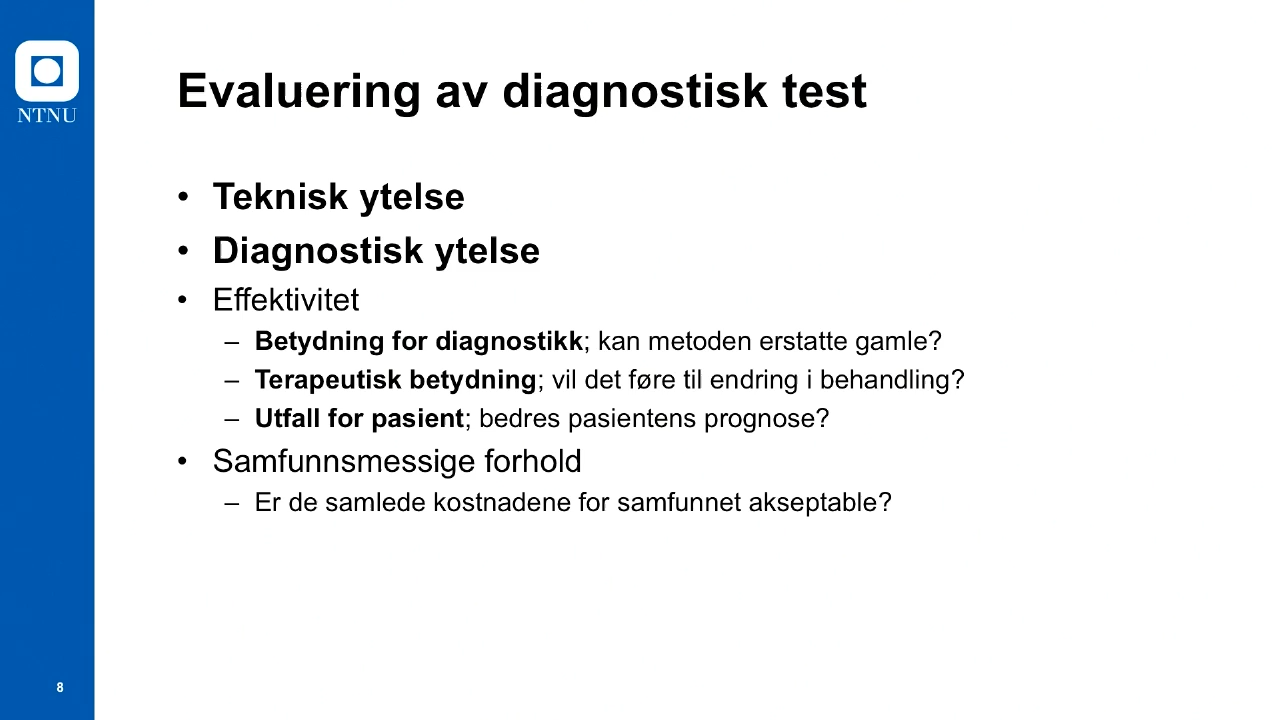 NTNU
Evaluering av diagnostisk test
• Teknisk ytelse
• Diagnostisk ytelse
• Effektivitet
– Betydning for diagnostikk; kan metoden erstatte gamle?
– Terapeutisk betydning; vil det føre til endring i behandling?
– Utfall for pasient; bedres pasientens prognose?
• Samfunnsmessige forhold
– Er de samlede kostnadene for samfunnet akseptable?
8